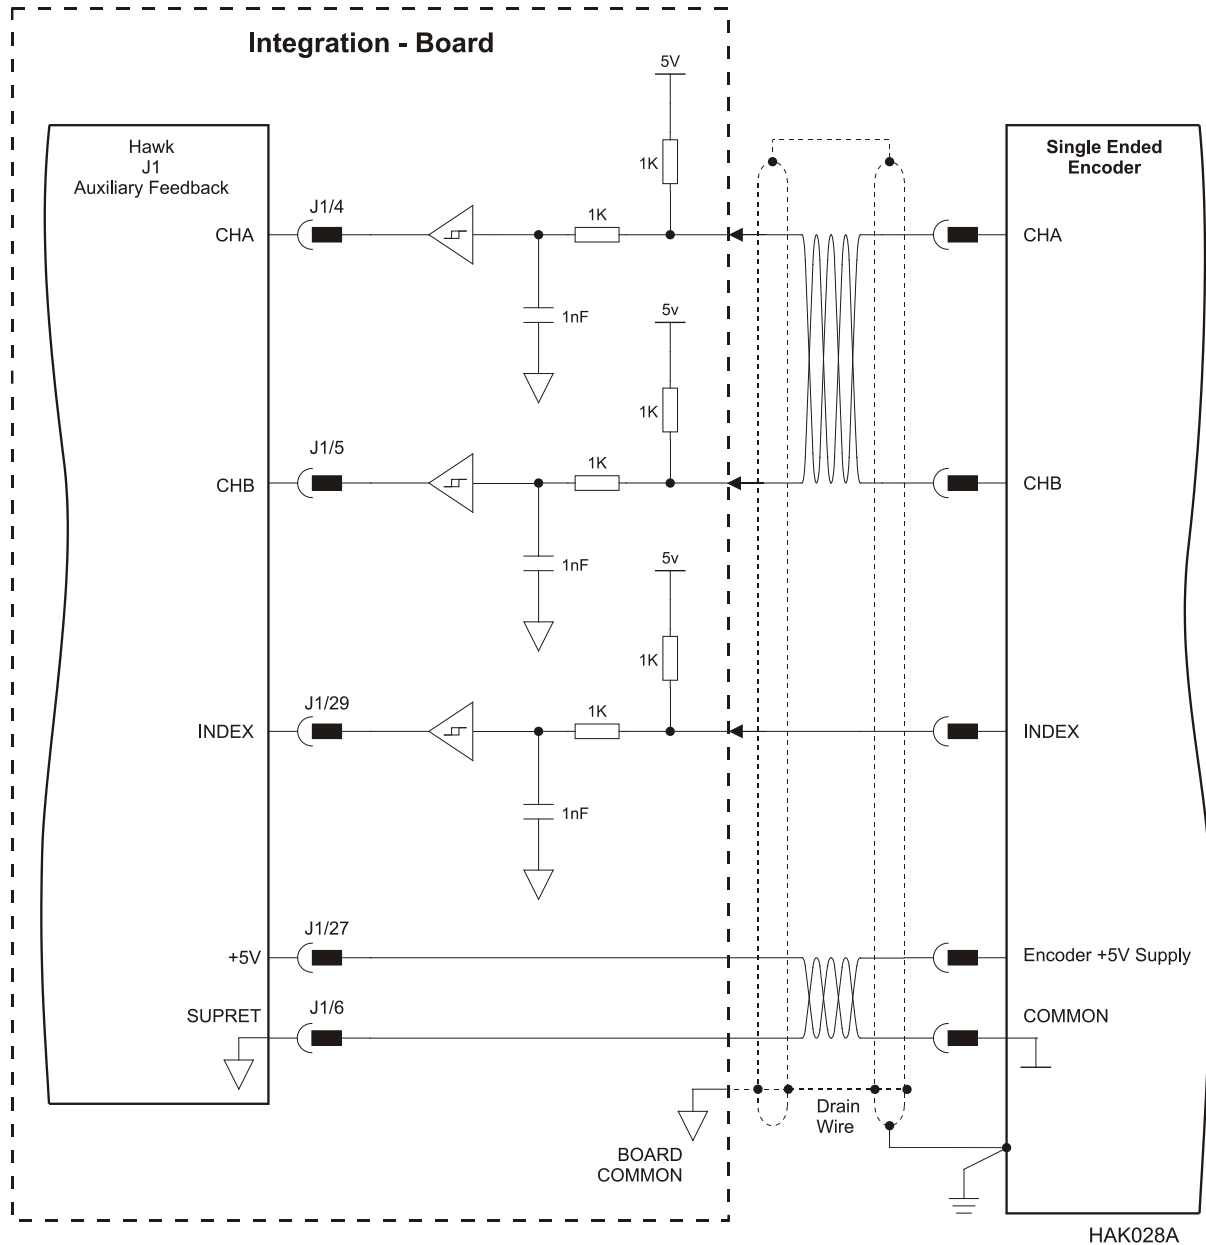 Integration - Board
5V
Hawk
J1
Auxiliary Feedback
Single Ended
Encoder
1K
J1/4
1K
CHA
CHA
1nF
5v
1K
J1/5
1K
CHB
CHB
1nF
5v
1K
J1/29
1K
INDEX
INDEX
1nF
J1/27
+5V
Encoder +5V Supply
J1/6
SUPRET
COMMON
Drain
Wire
BOARD
COMMON
HAK028A